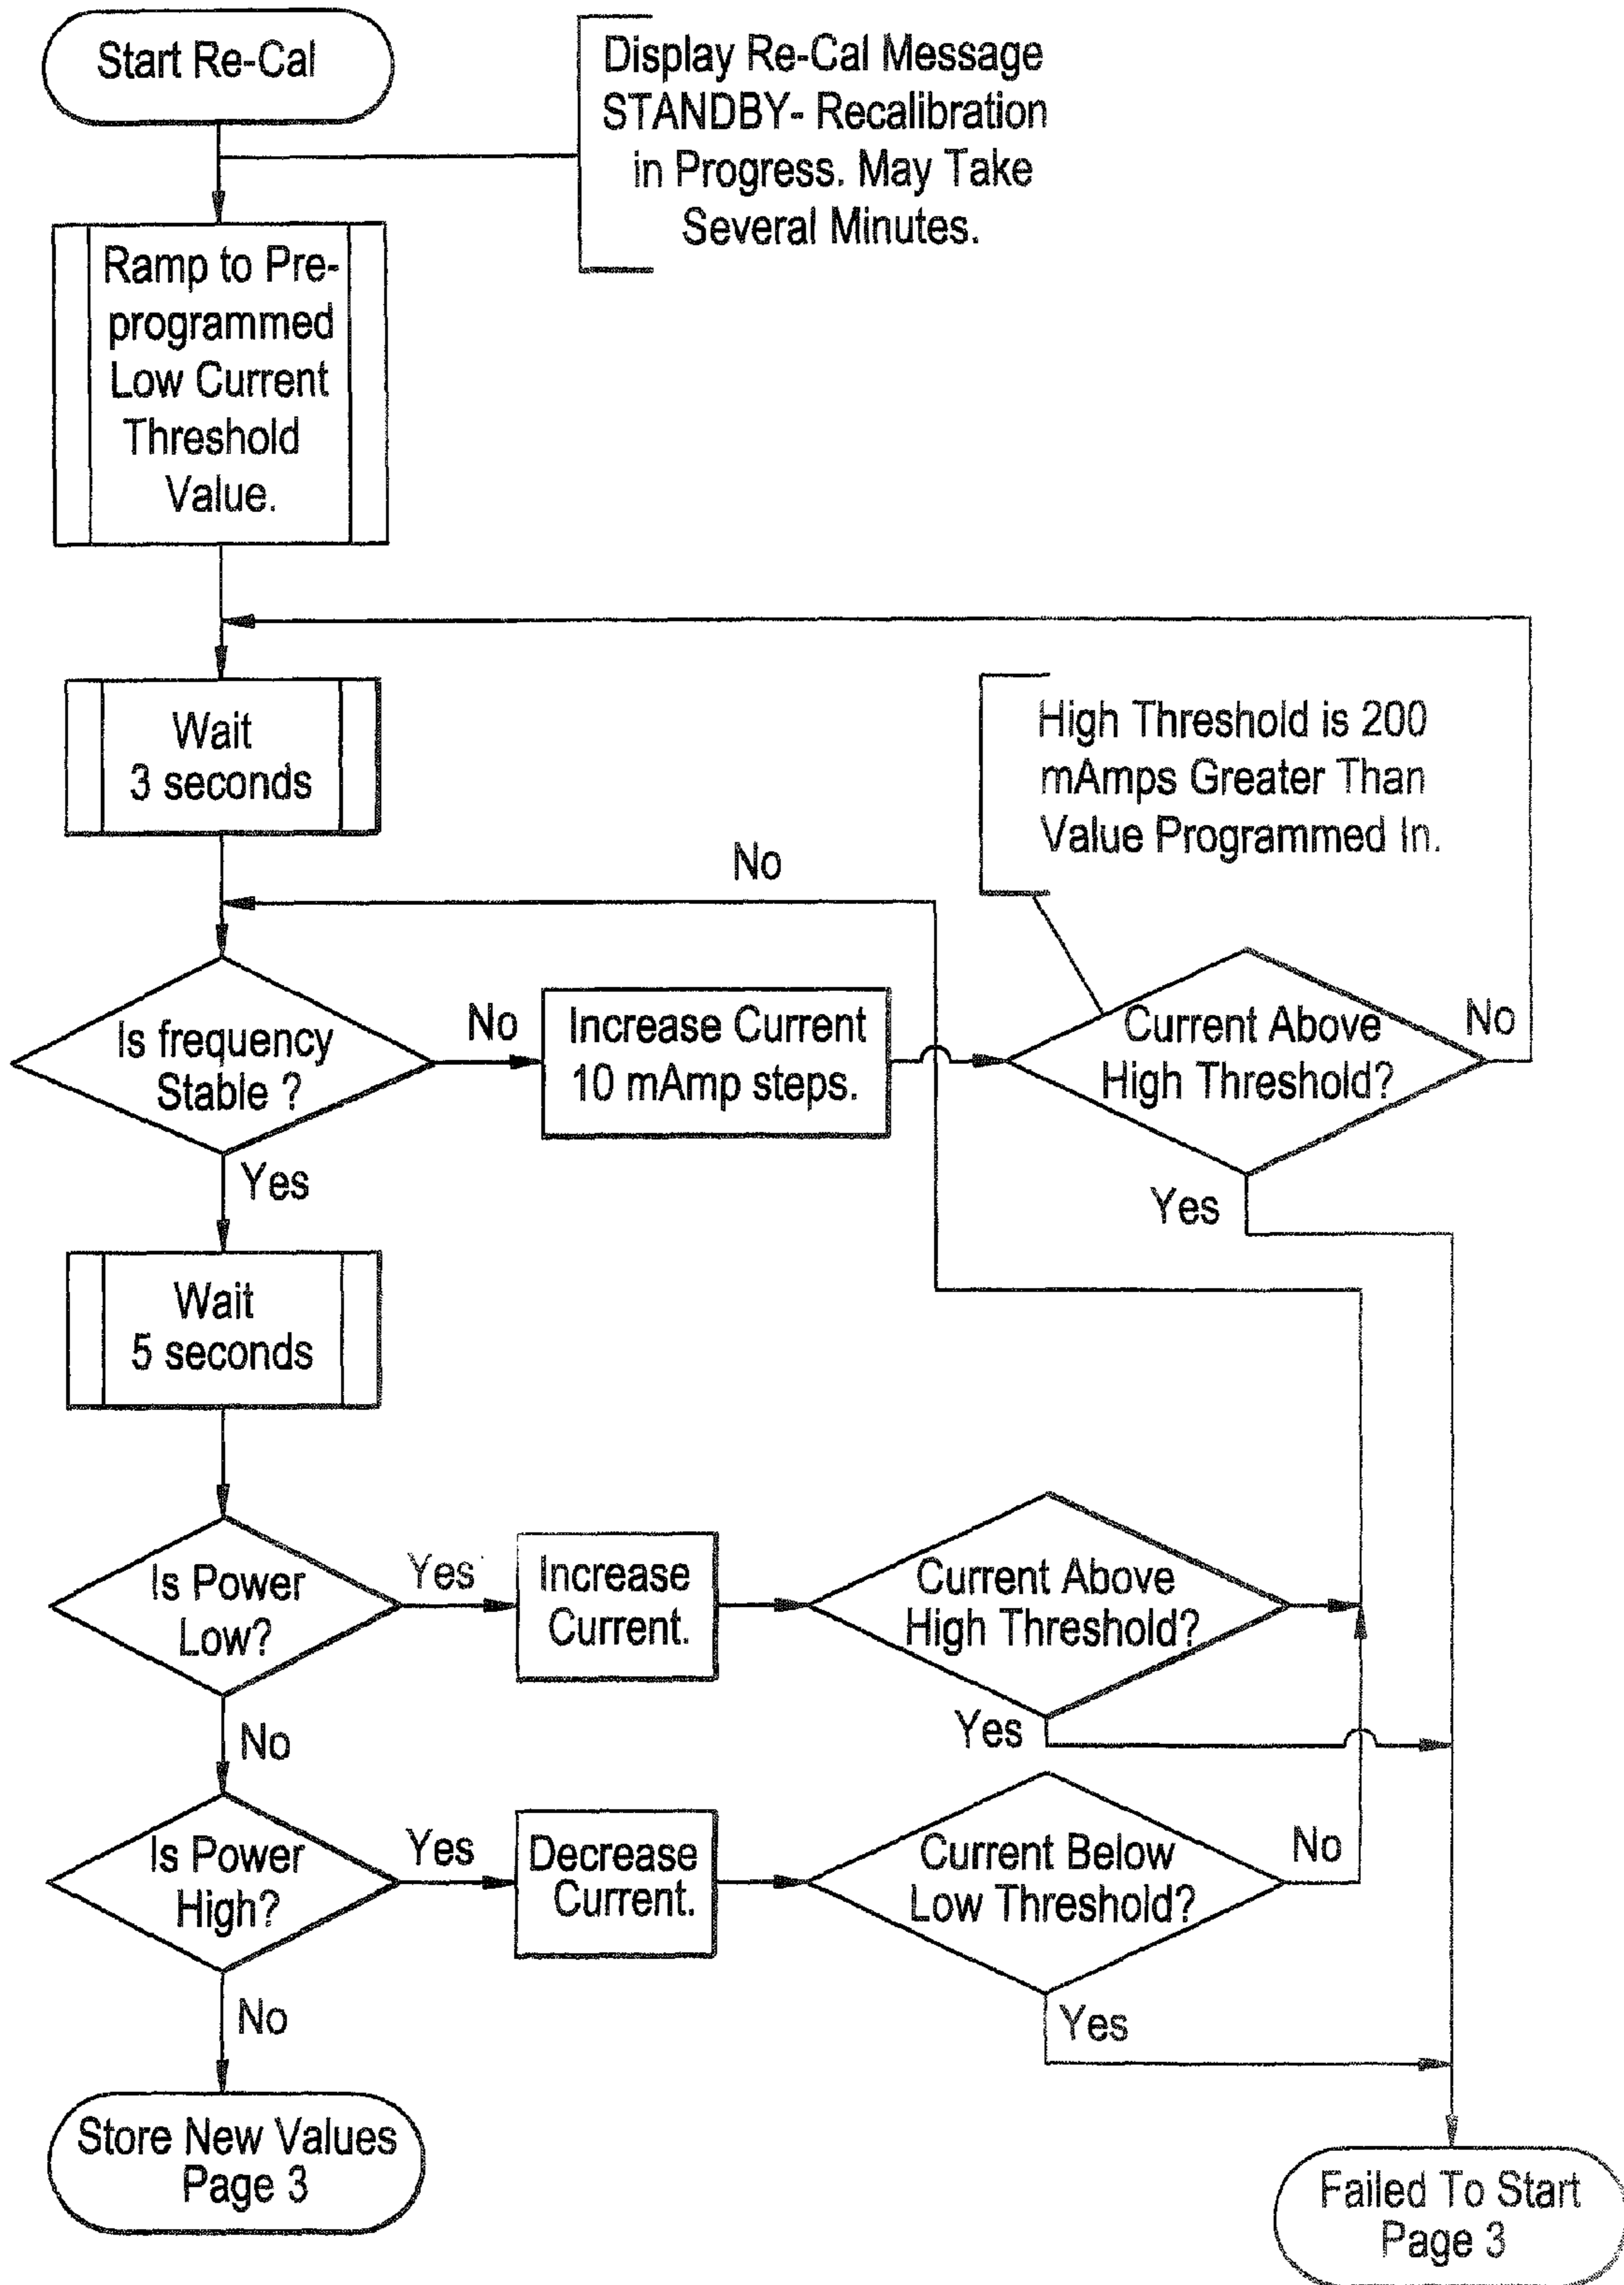 Start Re-Cal
Display Re-Cal Message
STANDBY- Recalibration
in Progress. May Take
Several Minutes.
Ramp to Pre-
programmed
Low Current
Threshold
Value.
Wait
3 seconds
High Threshold is 200
mAmps Greater Than
Value Programmed In.
No
Is frequency
Stable ?
No
Increase Current
10 mAmp steps.
Current Above
High Threshold?
No
Yes
Yes
Wait
5 seconds
Is Power
Low?
Yes
Increase
Current.
Current Above
High Threshold?
Yes
No
Is Power
High?
Yes
Decrease
Current.
Current Below
Low Threshold?
No
Yes
No
Store New Values
Page 3
Failed To Start
Page 3